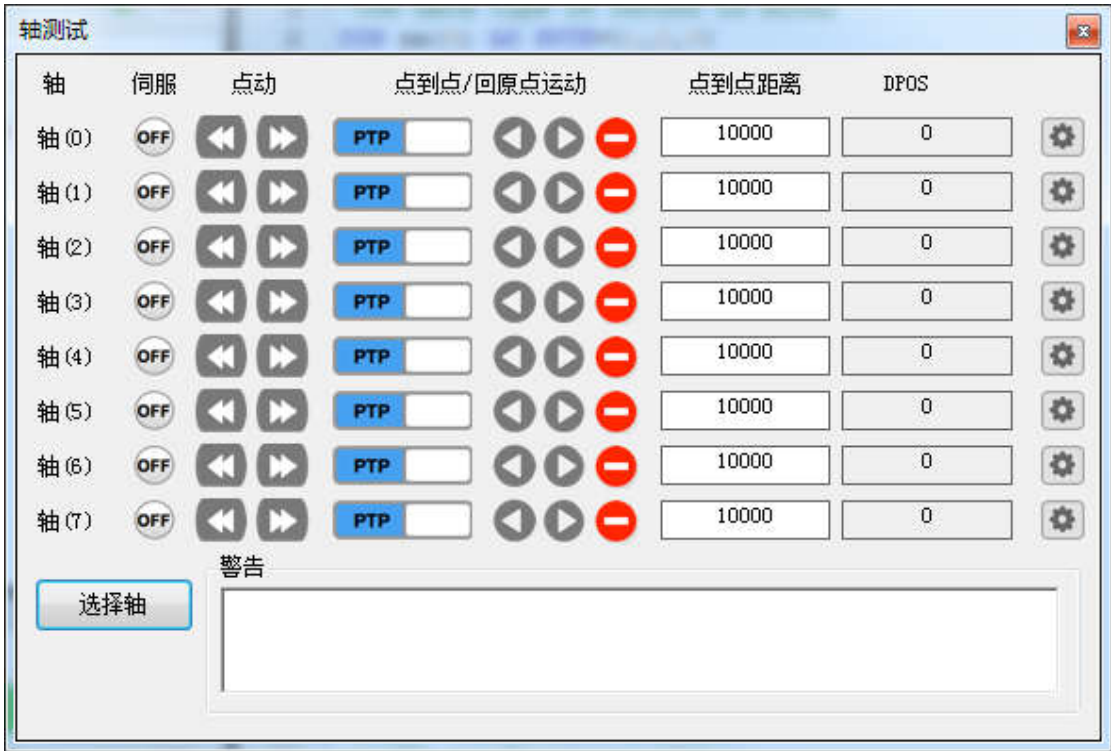 轴测试
轴 伺服 点动 点到点/回原点运动 点到点距离 DPOS
轴(0) OFF PTP 10000 0
轴(1) OFF PTP 10000 0
轴(2) OFF PTP 10000 0
轴(3) OFF PTP 10000 0
轴(4) OFF PTP 10000 0
轴(5) OFF PTP 10000 0
轴(6) OFF PTP 10000 0
轴(7) OFF PTP 10000 0
警告
选择轴